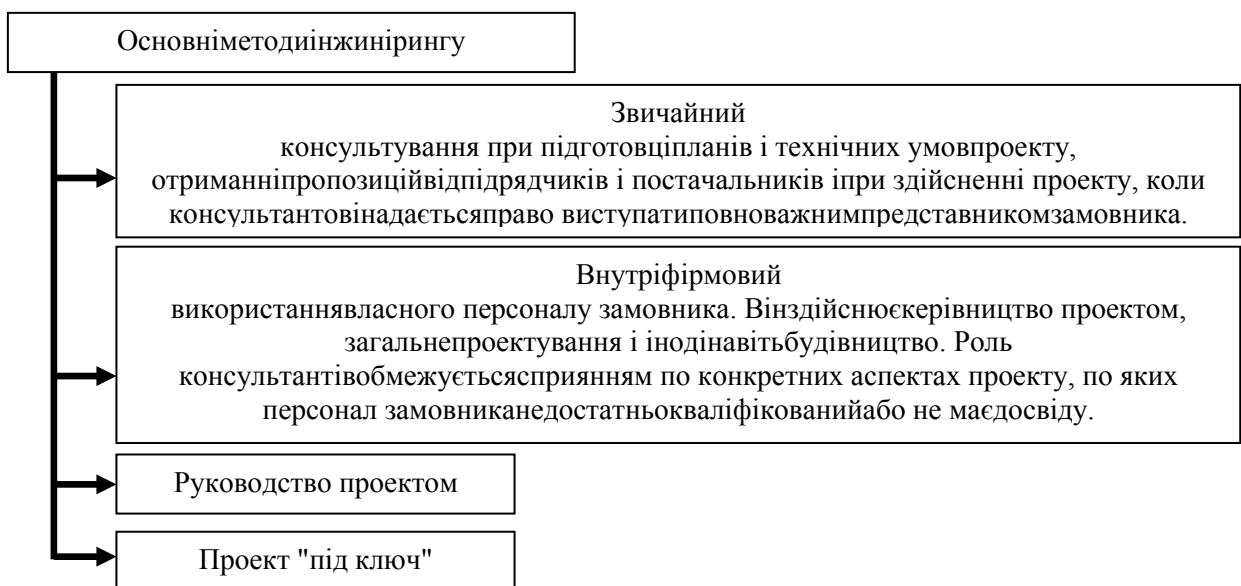 Основніметодиінжинірингу
Звичайний
консультування при підготовціпланів і технічних умовпроекту,
отриманніпропозиційвідпідрядчиків і постачальників іпри здійсненні проекту, коли
консультантовінадаєтьсяправо виступатиповноважнимпредставникомзамовника.
Внутріфірмовий
використаннявласного персоналу замовника. Вінздійснюєкерівництво проектом,
загальнепроектування і інодінавітьбудівництво. Роль
консультантівобмежуєтьсясприянням по конкретних аспектах проекту, по яких
персонал замовниканедостатньокваліфікованийабо не маєдосвіду.
Руководство проектом
Проект "під ключ"